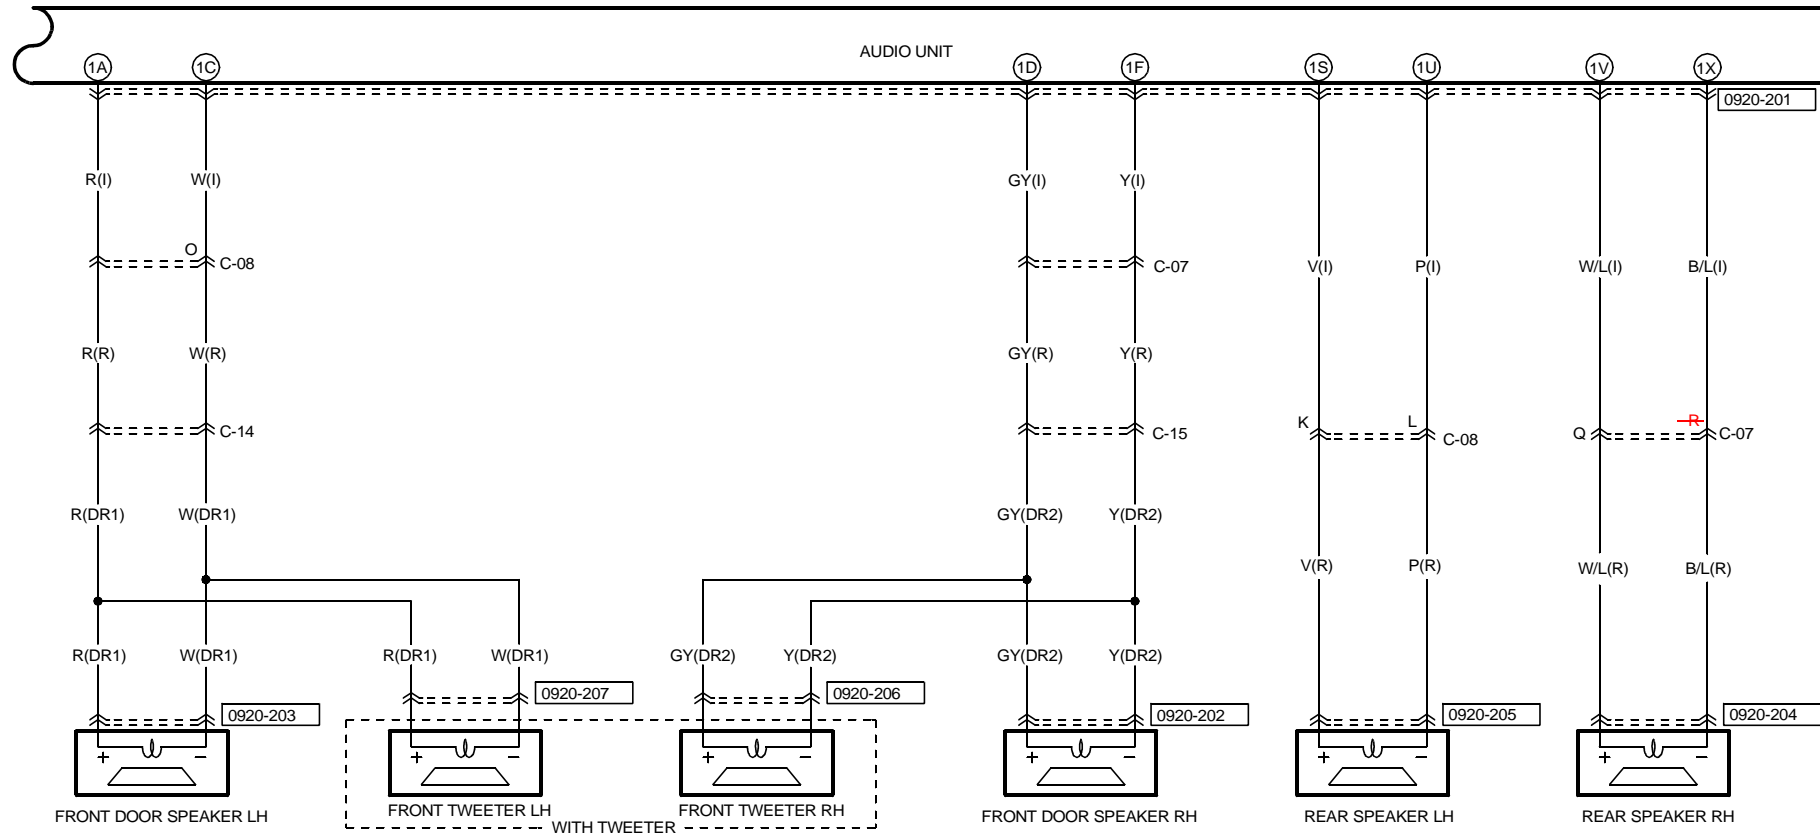 AUDIO UNIT
1A 1C 1D 1F 1S 1U 1V 1X
0920-201
R(I) W(I) GY(I) Y(I)
O C-08 C-07 V(I) P(I) W/L(I) B/L(I)
R(R) W(R) GY(R) Y(R)
C-14 C-15 K L C-08 Q R C-07
R(DR1) W(DR1) GY(DR2) Y(DR2)
V(R) P(R) W/L(R) B/L(R)
R(DR1) W(DR1) R(DR1) W(DR1) GY(DR2) Y(DR2) GY(DR2) Y(DR2)
0920-203 0920-207 0920-206 0920-202 0920-205 0920-204
+ − + − + − + − + − + −
FRONT DOOR SPEAKER LH FRONT TWEETER LH FRONT TWEETER RH FRONT DOOR SPEAKER RH REAR SPEAKER LH REAR SPEAKER RH
WITH TWEETER